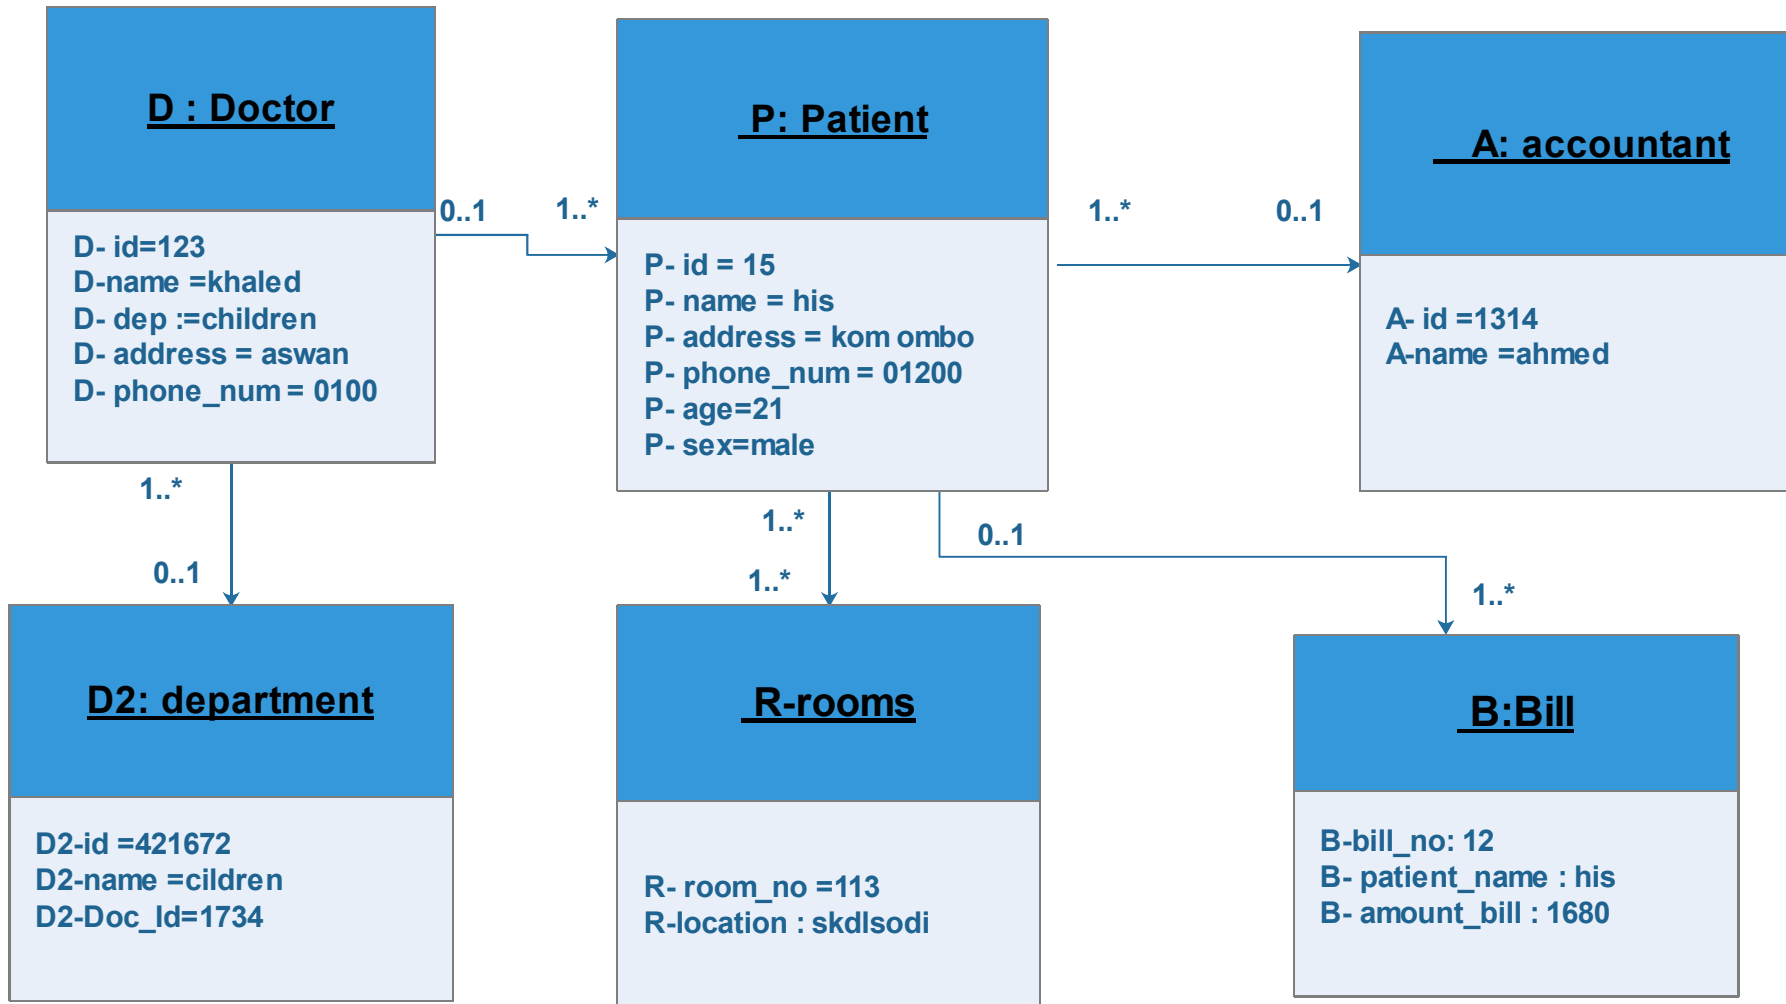 D : Doctor
D- id=123
D-name =khaled
D- dep :=children
D- address = aswan
D- phone_num = 0100
0..1
1..*
P: Patient
P- id = 15
P- name = his
P- address = kom ombo
P- phone_num = 01200
P- age=21
P- sex=male
1..*
0..1
A: accountant
A- id =1314
A-name =ahmed
1..*
0..1
1..*
1..*
0..1
1..*
D2: department
D2-id =421672
D2-name =cildren
D2-Doc_Id=1734
R-rooms
R- room_no =113
R-location : skdlsodi
B:Bill
B-bill_no: 12
B- patient_name : his
B- amount_bill : 1680